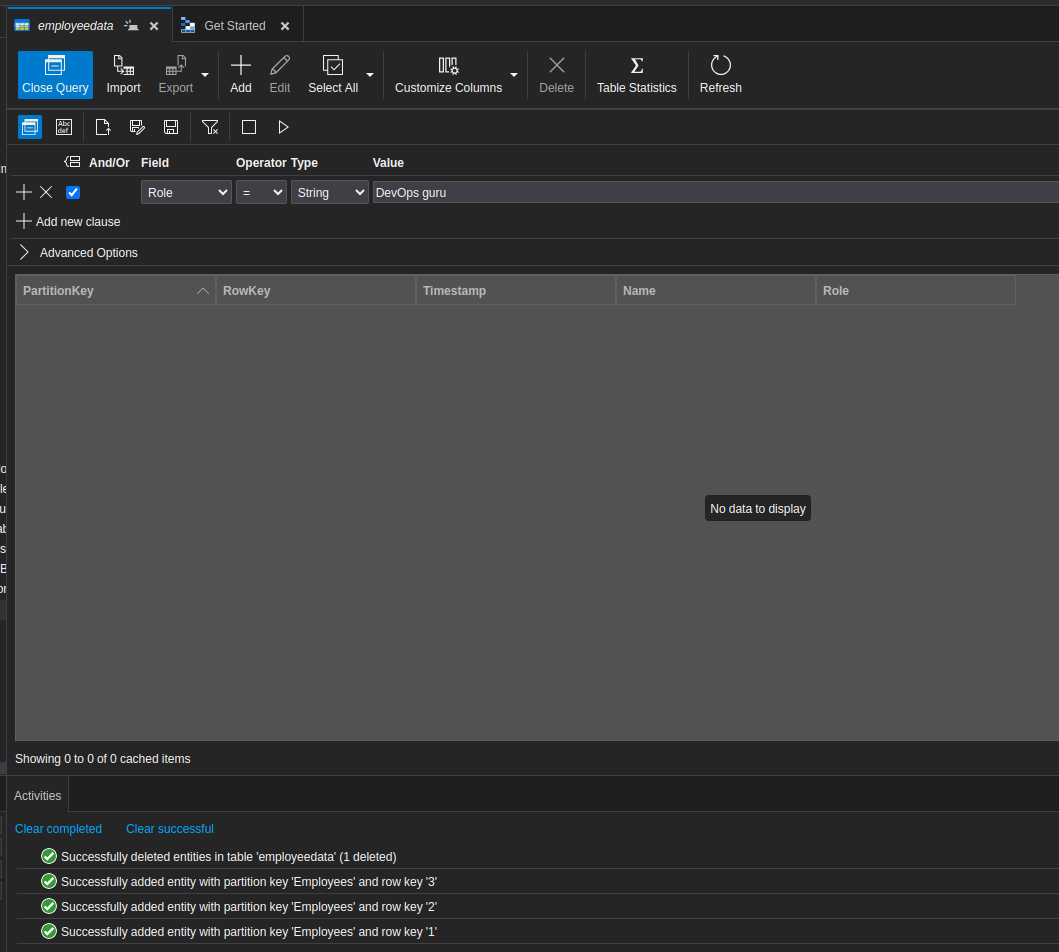 employeedata Get Started
Close Query Import Export Add Edit Select All Customize Columns Delete Table Statistics Refresh
Abc
def
And/Or Field Operator Type Value
Role = String DevOps guru
Add new clause
Advanced Options
PartitionKey RowKey Timestamp Name Role
No data to display
Showing 0 to 0 of 0 cached items
Activities
Clear completed Clear successful
Successfully deleted entities in table 'employeedata' (1 deleted)
Successfully added entity with partition key 'Employees' and row key '3'
Successfully added entity with partition key 'Employees' and row key '2'
Successfully added entity with partition key 'Employees' and row key '1'